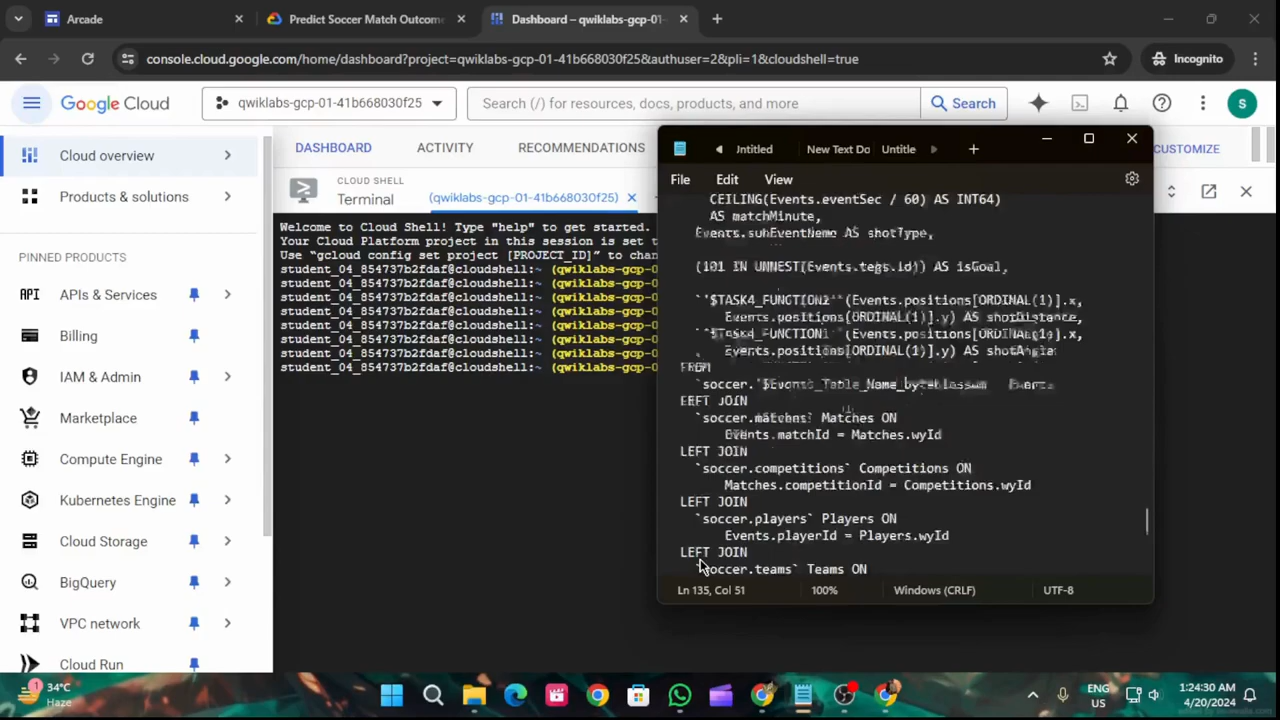 Arcade
Predict Soccer Match Outcome
Dashboard – qwiklabs-gcp-01-
console.cloud.google.com/home/dashboard?project=qwiklabs-gcp-01-41b668030f25&authuser=2&pli=1&cloudshell=true
Incognito
Google Cloud
qwiklabs-gcp-01-41b668030f25
Search (/) for resources, docs, products, and more
Search
S
Cloud overview
Products & solutions
PINNED PRODUCTS
APIs & Services
Billing
IAM & Admin
Marketplace
Compute Engine
Kubernetes Engine
Cloud Storage
BigQuery
VPC network
Cloud Run
DASHBOARD
ACTIVITY
RECOMMENDATIONS
CUSTOMIZE
CLOUD SHELL
Terminal
(qwiklabs-gcp-01-41b668030f25)
Welcome to Cloud Shell! Type "help" to get started.
Your Cloud Platform project in this session is set t
Use "gcloud config set project [PROJECT_ID]" to chan
student_04_854737b2fdaf@cloudshell:~ (qwiklabs-gcp-0
student_04_854737b2fdaf@cloudshell:~ (qwiklabs-gcp-0
student_04_854737b2fdaf@cloudshell:~ (qwiklabs-gcp-0
student_04_854737b2fdaf@cloudshell:~ (qwiklabs-gcp-0
student_04_854737b2fdaf@cloudshell:~ (qwiklabs-gcp-0
student_04_854737b2fdaf@cloudshell:~ (qwiklabs-gcp-0
student_04_854737b2fdaf@cloudshell:~ (qwiklabs-gcp-0
student_04_854737b2fdaf@cloudshell:~ (qwiklabs-gcp-0
Jntitled
New Text Do
Untitle
File
Edit
View
CEILING(Events.eventSec / 60) AS INT64)
AS matchMinute,
Events.subEventName AS shotType,
(101 IN UNNEST(Events.tags.id)) AS isGoal,
(Events.positions[ORDINAL(1)].x,
Events.positions[ORDINAL(1)].y) AS shotDistance,
(Events.positions[ORDINAL(1)].x,
Events.positions[ORDINAL(1)].y) AS
FROM
LEFT JOIN
`soccer.matches` Matches ON
Events.matchId = Matches.wyId
LEFT JOIN
`soccer.competitions` Competitions ON
Matches.competitionId = Competitions.wyId
LEFT JOIN
`soccer.players` Players ON
Events.playerId = Players.wyId
LEFT JOIN
soccer.teams` Teams ON
Ln 135, Col 51
100%
Windows (CRLF)
UTF-8
34°C
Haze
1
ENG
US
1:24:30 AM
4/20/2024